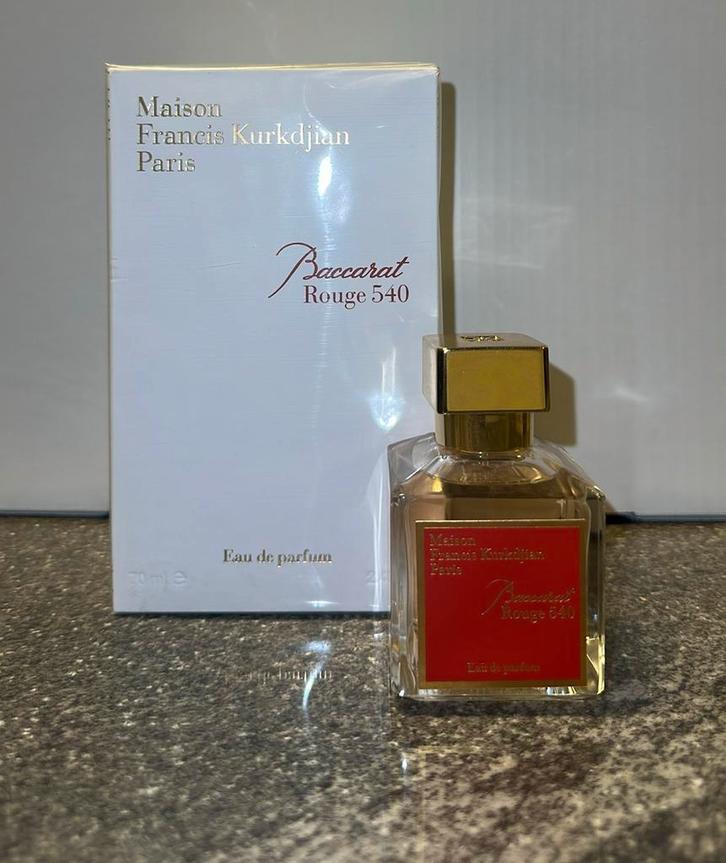 Maison
Francis Kurkdjian
Paris
Baccarat
Rouge 540
Eau de parfum
70 ml e
Maison
Francis Kurkdjian
Paris
Baccarat
Rouge 540
Eau de parfum